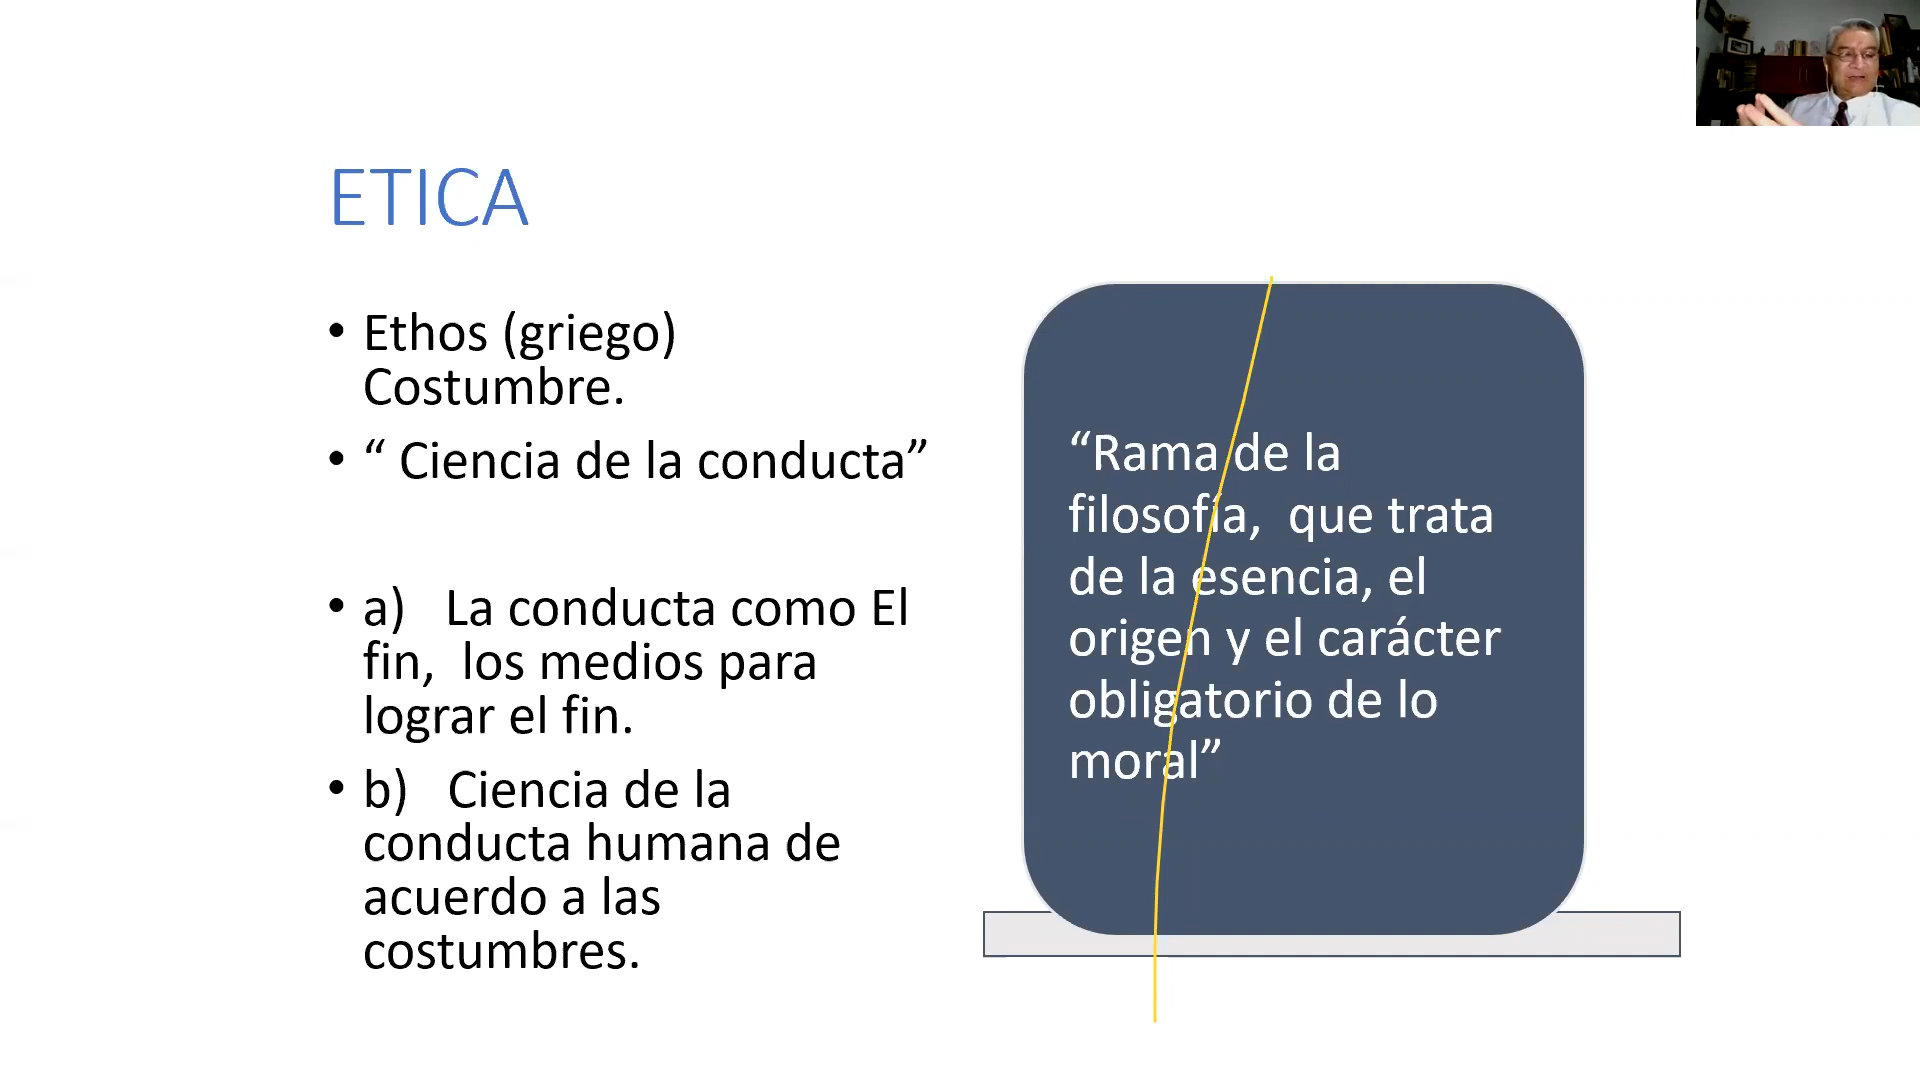 ETICA
• Ethos (griego)
Costumbre.
• “ Ciencia de la conducta”
• a)   La conducta como El
fin,  los medios para
lograr el fin.
• b)   Ciencia de la
conducta humana de
acuerdo a las
costumbres.
“Rama de la
filosofía,  que trata
de la esencia, el
origen y el carácter
obligatorio de lo
moral”